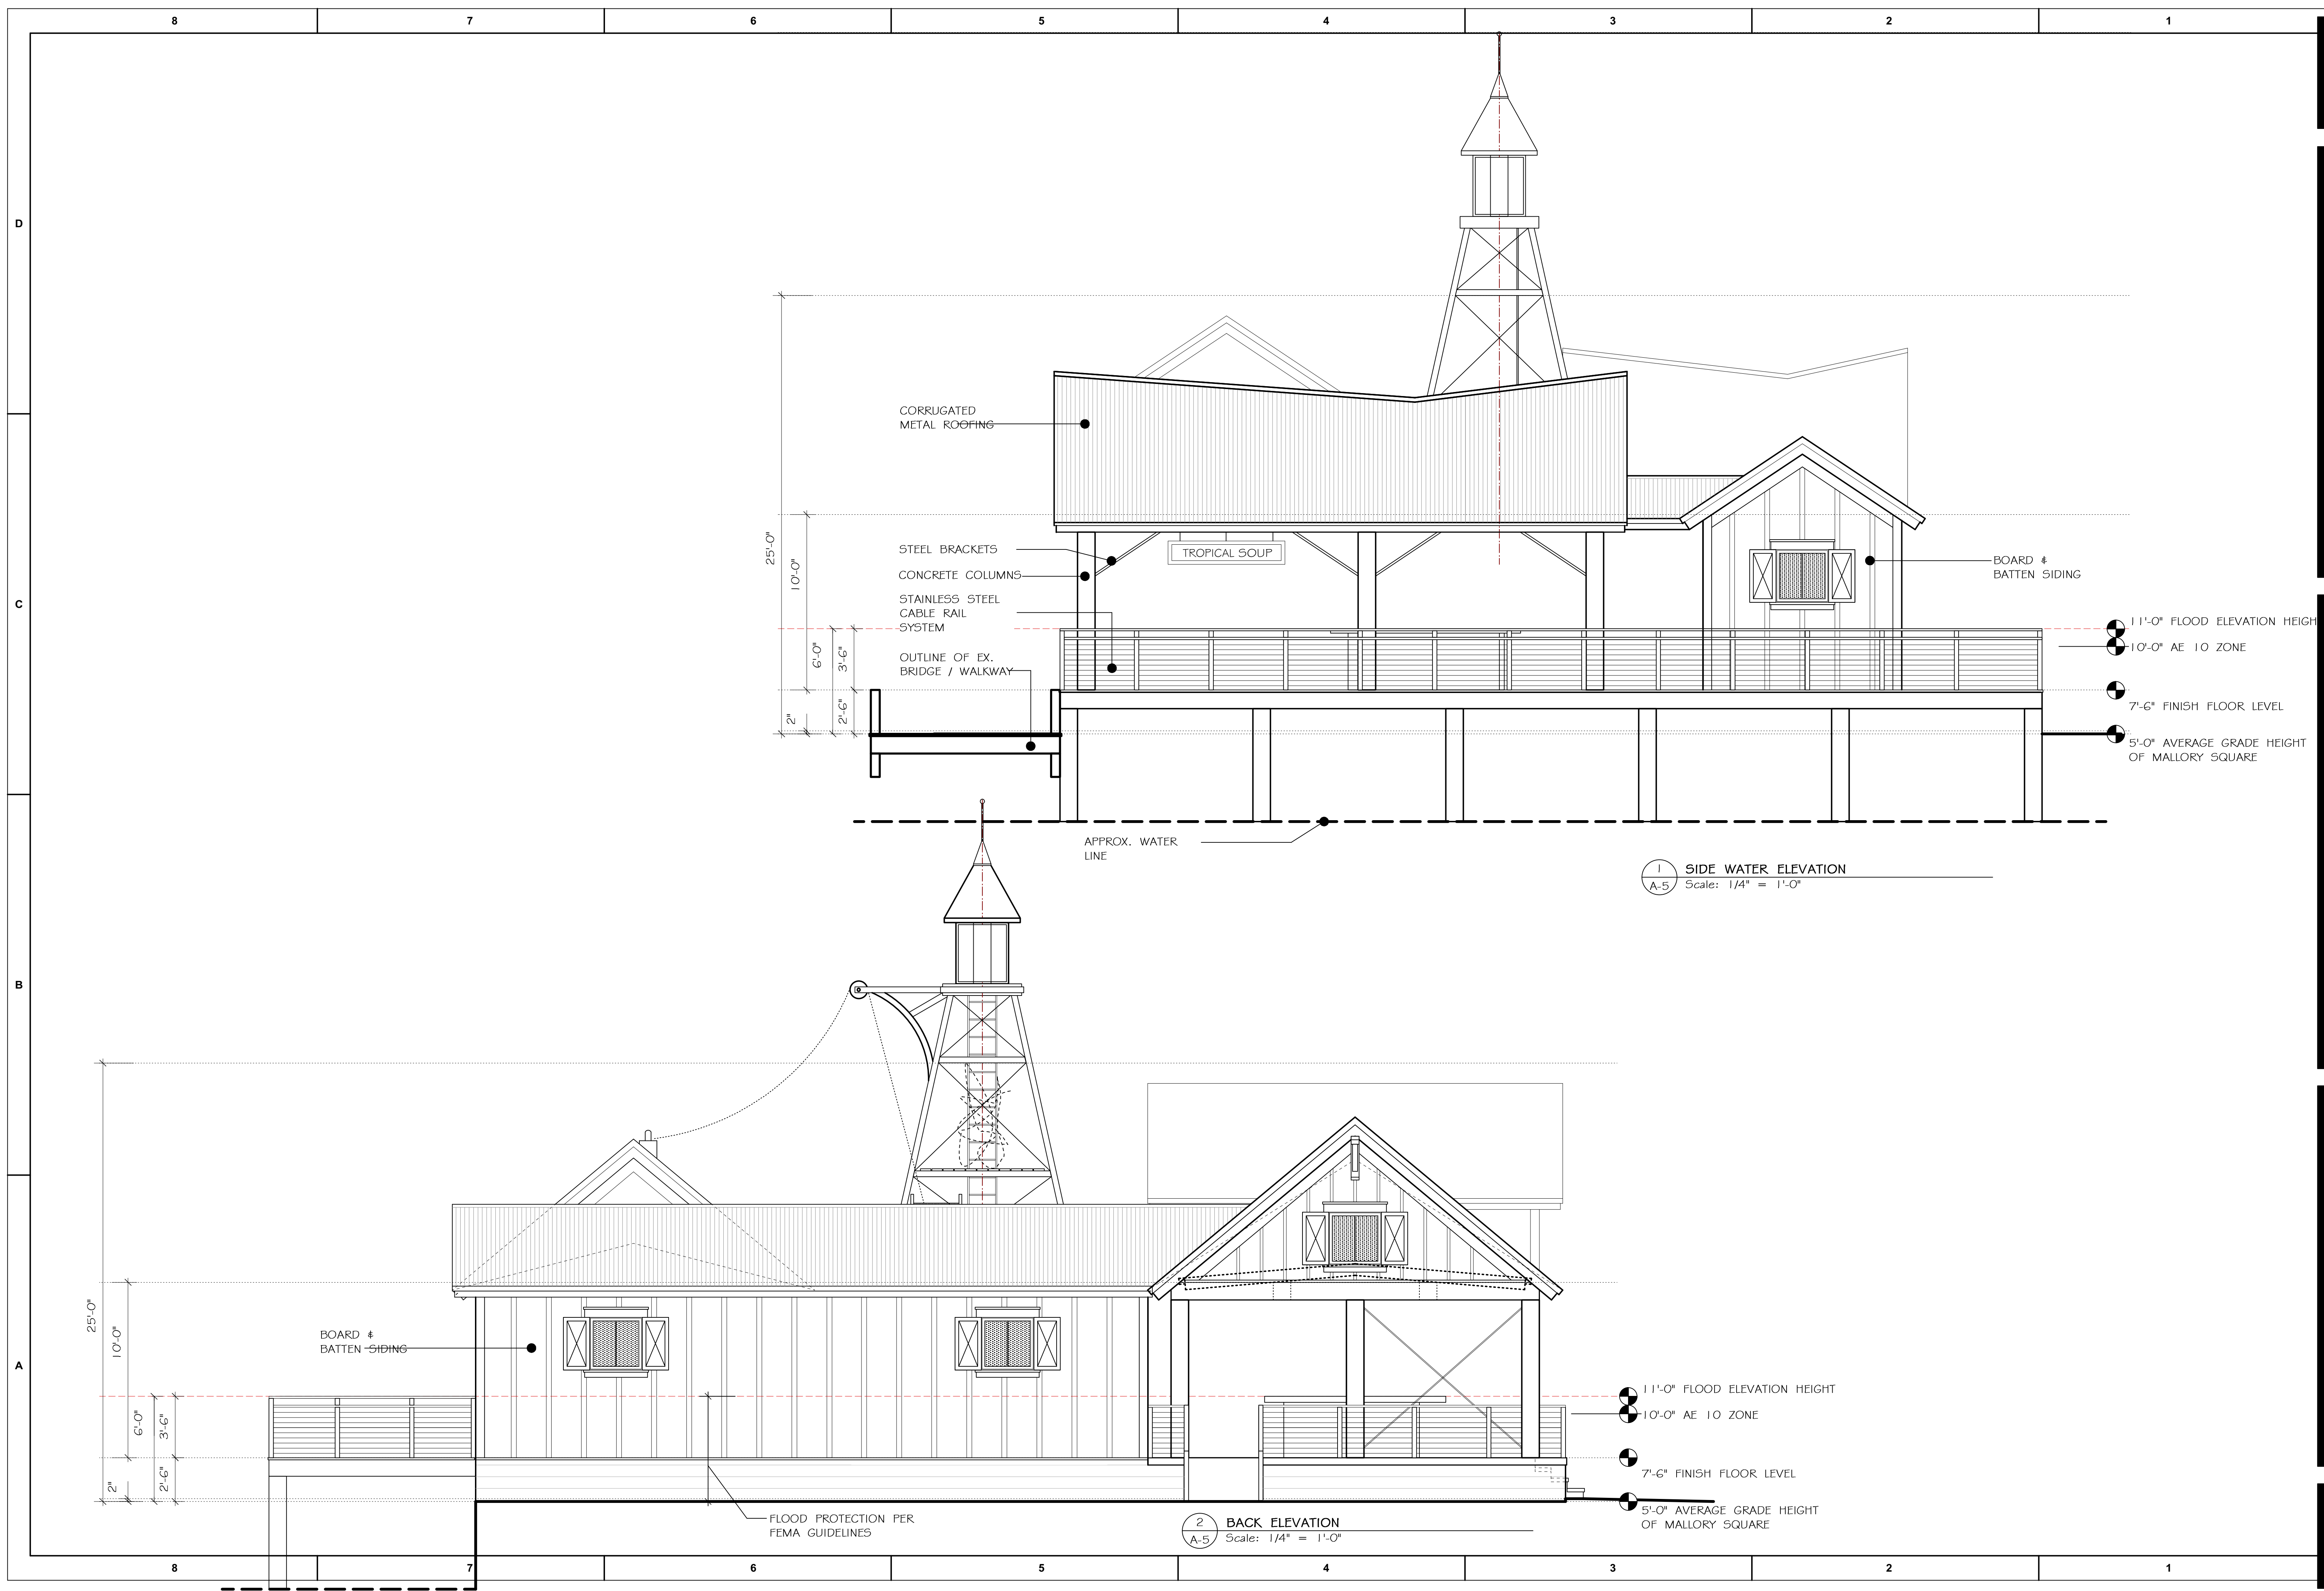 8 7 6 5 4 3 2 1
D
C
B
A
25'-0"
10'-0"
6'-0"
3'-6"
2'-6"
2"
CORRUGATED
METAL ROOFING
STEEL BRACKETS
CONCRETE COLUMNS
STAINLESS STEEL
CABLE RAIL
SYSTEM
OUTLINE OF EX.
BRIDGE / WALKWAY
TROPICAL SOUP
BOARD &
BATTEN SIDING
11'-0" FLOOD ELEVATION HEIGH
10'-0" AE 10 ZONE
7'-6" FINISH FLOOR LEVEL
5'-0" AVERAGE GRADE HEIGHT
OF MALLORY SQUARE
APPROX. WATER
LINE
1
A-5
SIDE WATER ELEVATION
Scale: 1/4" = 1'-0"
25'-0"
10'-0"
6'-0"
3'-6"
2'-6"
2"
BOARD &
BATTEN SIDING
11'-0" FLOOD ELEVATION HEIGHT
10'-0" AE 10 ZONE
7'-6" FINISH FLOOR LEVEL
5'-0" AVERAGE GRADE HEIGHT
OF MALLORY SQUARE
FLOOD PROTECTION PER
FEMA GUIDELINES
2
A-5
BACK ELEVATION
Scale: 1/4" = 1'-0"
8 7 6 5 4 3 2 1